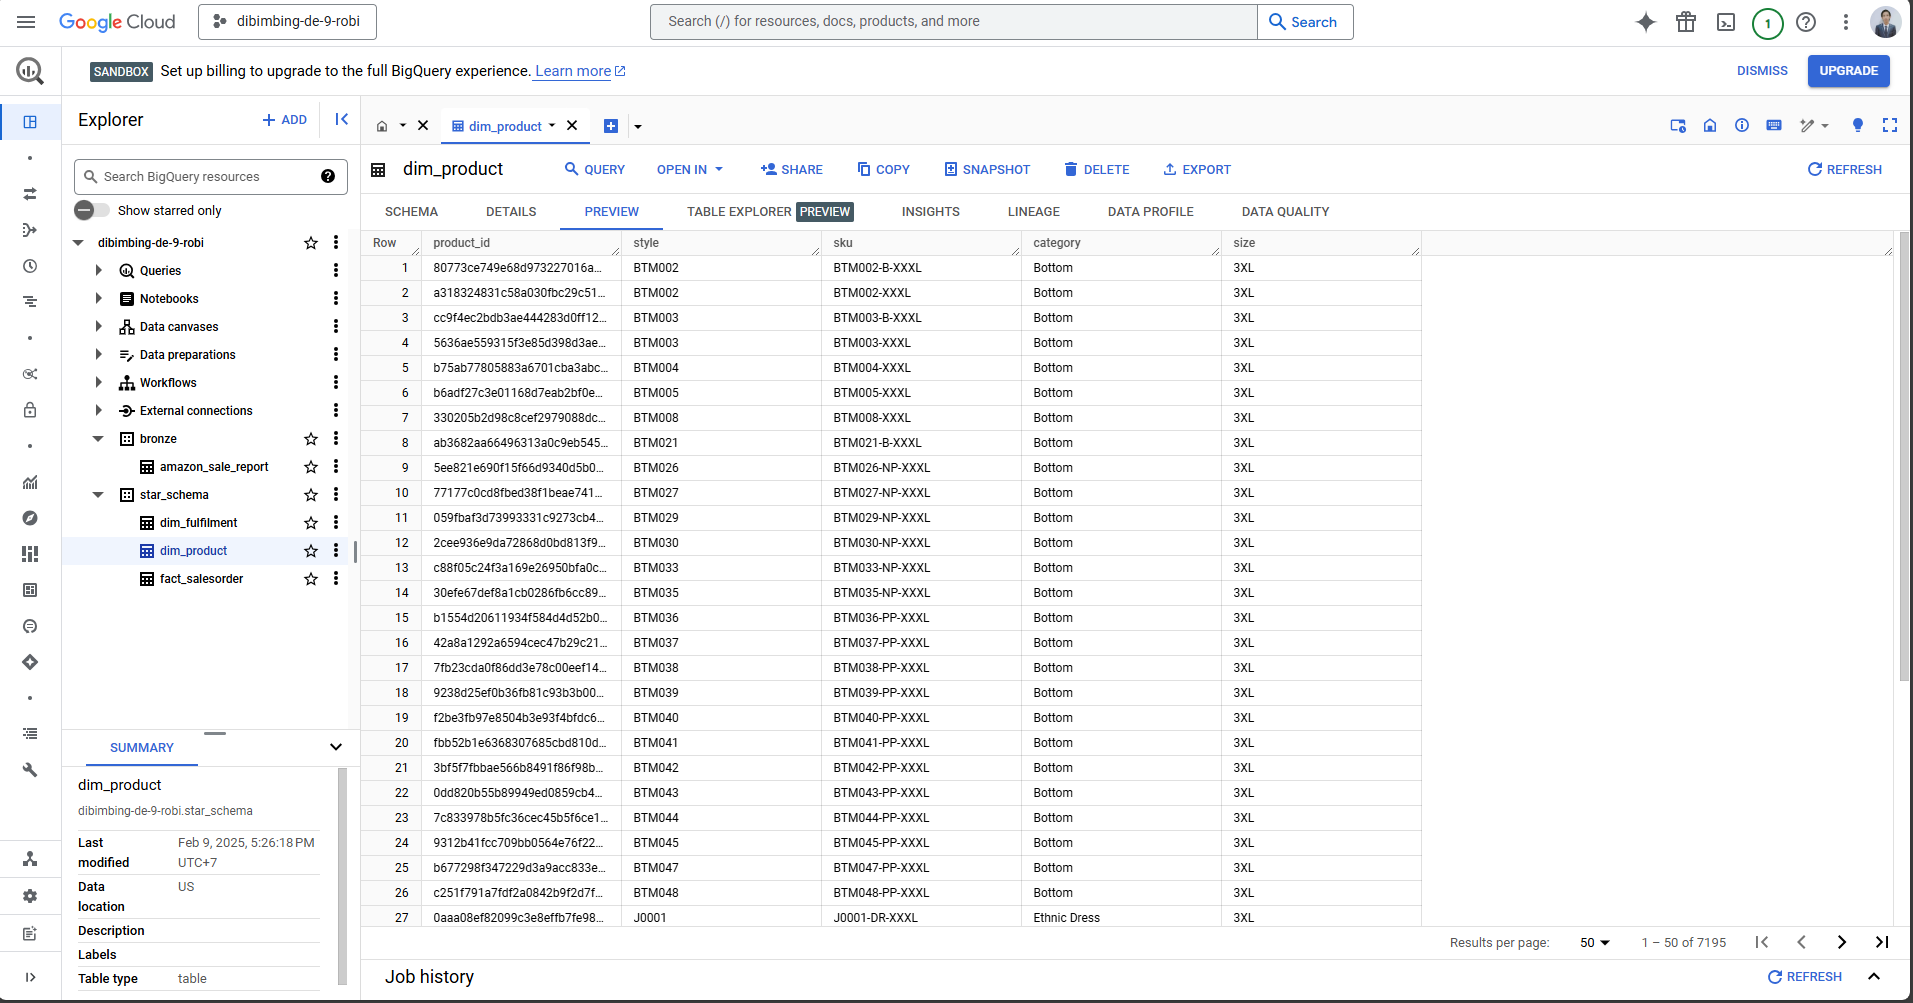 Google Cloud
dibimbing-de-9-robi
Search (/) for resources, docs, products, and more
Search
1
SANDBOX Set up billing to upgrade to the full BigQuery experience. Learn more
DISMISS
UPGRADE
Explorer
ADD
dim_product
dim_product
QUERY
OPEN IN
SHARE
COPY
SNAPSHOT
DELETE
EXPORT
REFRESH
Search BigQuery resources
Show starred only
SCHEMA
DETAILS
PREVIEW
TABLE EXPLORER PREVIEW
INSIGHTS
LINEAGE
DATA PROFILE
DATA QUALITY
dibimbing-de-9-robi
Queries
Notebooks
Data canvases
Data preparations
Workflows
External connections
bronze
amazon_sale_report
star_schema
dim_fulfilment
dim_product
fact_salesorder
SUMMARY
dim_product
dibimbing-de-9-robi.star_schema
Last modified Feb 9, 2025, 5:26:18 PM UTC+7
Data location US
Description
Labels
Table type table
Row product_id style sku category size
1 80773ce749e68d973227016a... BTM002 BTM002-B-XXXL Bottom 3XL
2 a318324831c58a030fbc29c51... BTM002 BTM002-XXXL Bottom 3XL
3 cc9f4ec2bdb3ae444283d0ff12... BTM003 BTM003-B-XXXL Bottom 3XL
4 5636ae559315f3e85d398d3ae... BTM003 BTM003-XXXL Bottom 3XL
5 b75ab77805883a6701cba3abc... BTM004 BTM004-XXXL Bottom 3XL
6 b6adf27c3e01168d7eab2bf0e... BTM005 BTM005-XXXL Bottom 3XL
7 330205b2d98c8cef2979088dc... BTM008 BTM008-XXXL Bottom 3XL
8 ab3682aa66496313a0c9eb545... BTM021 BTM021-B-XXXL Bottom 3XL
9 5ee821e690f15f66d9340d5b0... BTM026 BTM026-NP-XXXL Bottom 3XL
10 77177c0cd8fbed38f1beae741... BTM027 BTM027-NP-XXXL Bottom 3XL
11 059fbaf3d73993331c9273cb4... BTM029 BTM029-NP-XXXL Bottom 3XL
12 2cee936e9da72868d0bd813f9... BTM030 BTM030-NP-XXXL Bottom 3XL
13 c88f05c24f3a169e26950bfa0c... BTM033 BTM033-NP-XXXL Bottom 3XL
14 30efe67def8a1cb0286fb6cc89... BTM035 BTM035-NP-XXXL Bottom 3XL
15 b1554d20611934f584d4d52b0... BTM036 BTM036-PP-XXXL Bottom 3XL
16 42a8a1292a6594cec47b29c21... BTM037 BTM037-PP-XXXL Bottom 3XL
17 7fb23cda0f86dd3e78c00eef14... BTM038 BTM038-PP-XXXL Bottom 3XL
18 9238d25ef0b36fb81c93b3b00... BTM039 BTM039-PP-XXXL Bottom 3XL
19 f2be3fb97e8504b3e93f4bfdc6... BTM040 BTM040-PP-XXXL Bottom 3XL
20 fbb52b1e6368307685cbd810d... BTM041 BTM041-PP-XXXL Bottom 3XL
21 3bf5f7fbbae566b8491f86f98b... BTM042 BTM042-PP-XXXL Bottom 3XL
22 0dd820b55b89949ed0859cb4... BTM043 BTM043-PP-XXXL Bottom 3XL
23 7c833978b5fc36cec45b5f6ce1... BTM044 BTM044-PP-XXXL Bottom 3XL
24 9312b41fcc709bb0564e76f22... BTM045 BTM045-PP-XXXL Bottom 3XL
25 b677298f347229d3a9acc833e... BTM047 BTM047-PP-XXXL Bottom 3XL
26 c251f791a7fdf2a0842b9f2d7f... BTM048 BTM048-PP-XXXL Bottom 3XL
27 0aaa08ef82099c3e8effb7fe98... J0001 J0001-DR-XXXL Ethnic Dress 3XL
Results per page: 50 1 – 50 of 7195
Job history
REFRESH